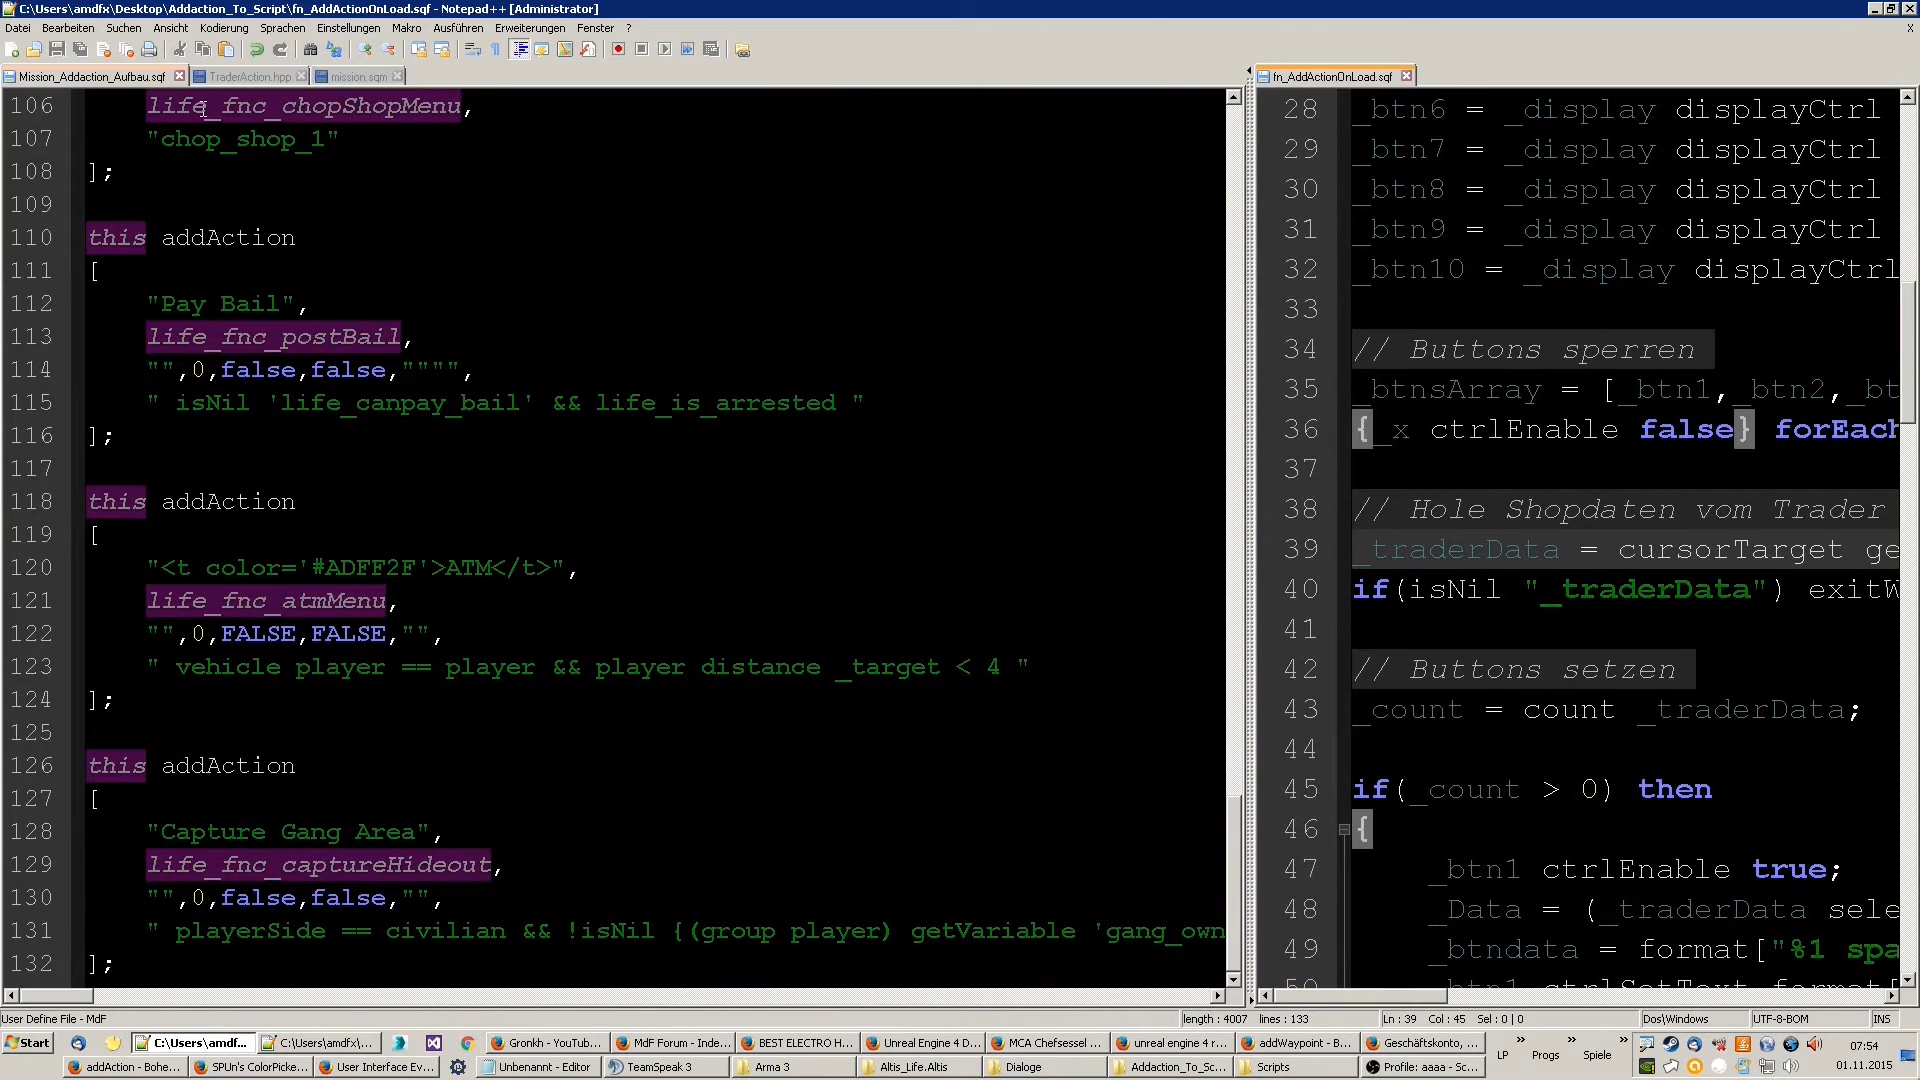 C:\Users\amdfx\Desktop\Addaction_To_Script\fn_AddActionOnLoad.sqf - Notepad++ [Administrator]
Datei Bearbeiten Suchen Ansicht Kodierung Sprachen Einstellungen Makro Ausführen Erweiterungen Fenster ? X
Mission_Addaction_Aufbau.sqf TraderAction.hpp mission.sqm
106 life_fnc_chopShopMenu,
107 "chop_shop_1"
108 ];
109
110 this addAction
111 [
112 "Pay Bail",
113 life_fnc_postBail,
114 "",0,false,false,"""",
115 " isNil 'life_canpay_bail' && life_is_arrested "
116 ];
117
118 this addAction
119 [
120 "<t color='#ADFF2F'>ATM</t>",
121 life_fnc_atmMenu,
122 "",0,FALSE,FALSE,"",
123 " vehicle player == player && player distance _target < 4 "
124 ];
125
126 this addAction
127 [
128 "Capture Gang Area",
129 life_fnc_captureHideout,
130 "",0,false,false,"",
131 " playerSide == civilian && !isNil {(group player) getVariable 'gang_own
132 ];
fn_AddActionOnLoad.sqf
28 _btn6 = _display displayCtrl
29 _btn7 = _display displayCtrl
30 _btn8 = _display displayCtrl
31 _btn9 = _display displayCtrl
32 _btn10 = _display displayCtrl
33
34 // Buttons sperren
35 _btnsArray = [_btn1,_btn2,_bt
36 {_x ctrlEnable false} forEach
37
38 // Hole Shopdaten vom Trader
39 _traderData = cursorTarget ge
40 if(isNil "_traderData") exitW
41
42 // Buttons setzen
43 _count = count _traderData;
44
45 if(_count > 0) then
46 {
47 _btn1 ctrlEnable true;
48 _Data = (_traderData sele
49 _btndata = format["%1 spa
50 _btn1 ctrlSetText format[
User Define File - MdF length : 4007 lines : 133 Ln : 39 Col : 45 Sel : 0 | 0 Dos\Windows UTF-8-BOM INS
Start C:\Users\amdf... C:\Users\amdfx\... Gronkh - YouTub... MdF Forum - Inde... BEST ELECTRO H... Unreal Engine 4 D... MCA Chefsessel ... unreal engine 4 r... addWaypoint - B... Geschäftskonto, ... LP » Progs » Spiele » 07:54
addAction - Bohe... SPUn's ColorPicke... User Interface Ev... Unbenannt - Editor TeamSpeak 3 Arma 3 Altis_Life.Altis Dialoge Addaction_To_Sc... Scripts Profile: aaaa - Sc... 01.11.2015